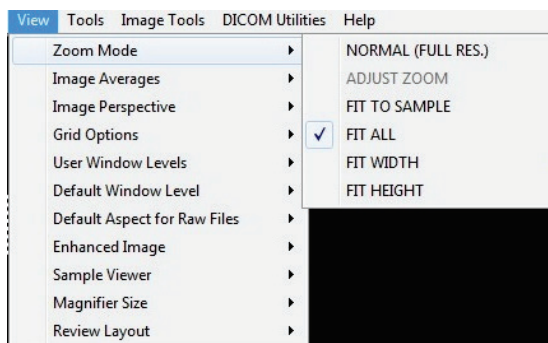 View Tools Image Tools DICOM Utilities Help
Zoom Mode
Image Averages
Image Perspective
Grid Options
User Window Levels
Default Window Level
Default Aspect for Raw Files
Enhanced Image
Sample Viewer
Magnifier Size
Review Layout
NORMAL (FULL RES.)
ADJUST ZOOM
FIT TO SAMPLE
FIT ALL
FIT WIDTH
FIT HEIGHT